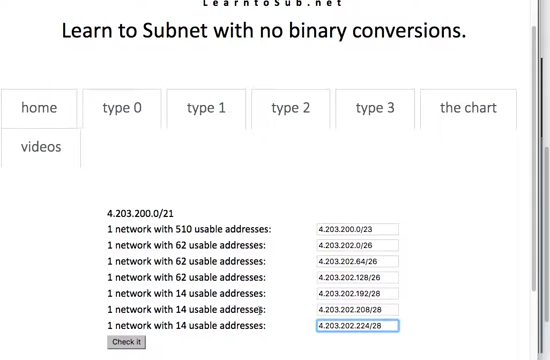 LearntoSub.net
Learn to Subnet with no binary conversions.
home
type 0
type 1
type 2
type 3
the chart
videos
4.203.200.0/21
1 network with 510 usable addresses: 4.203.200.0/23
1 network with 62 usable addresses: 4.203.202.0/26
1 network with 62 usable addresses: 4.203.202.64/26
1 network with 62 usable addresses: 4.203.202.128/26
1 network with 14 usable addresses: 4.203.202.192/28
1 network with 14 usable addresses: 4.203.202.208/28
1 network with 14 usable addresses: 4.203.202.224/28
Check it